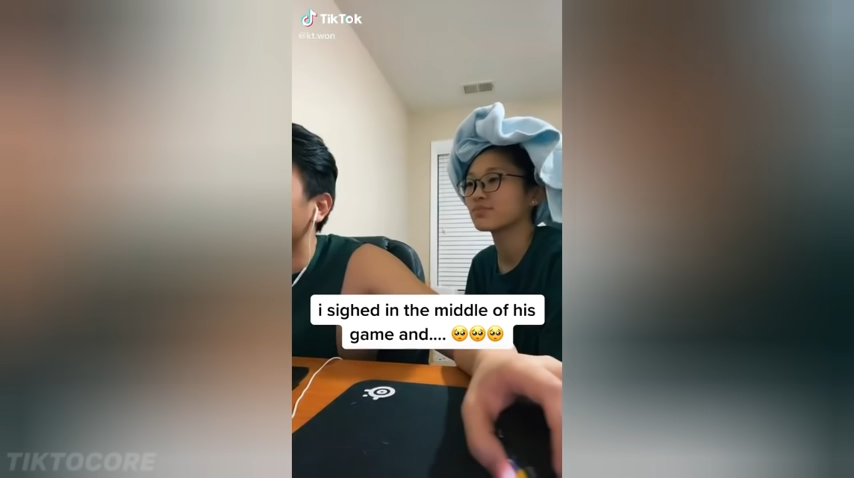 TikTok
@kt.won
i sighed in the middle of his
game and.... 🥺🥺🥺
TIKTOCORE